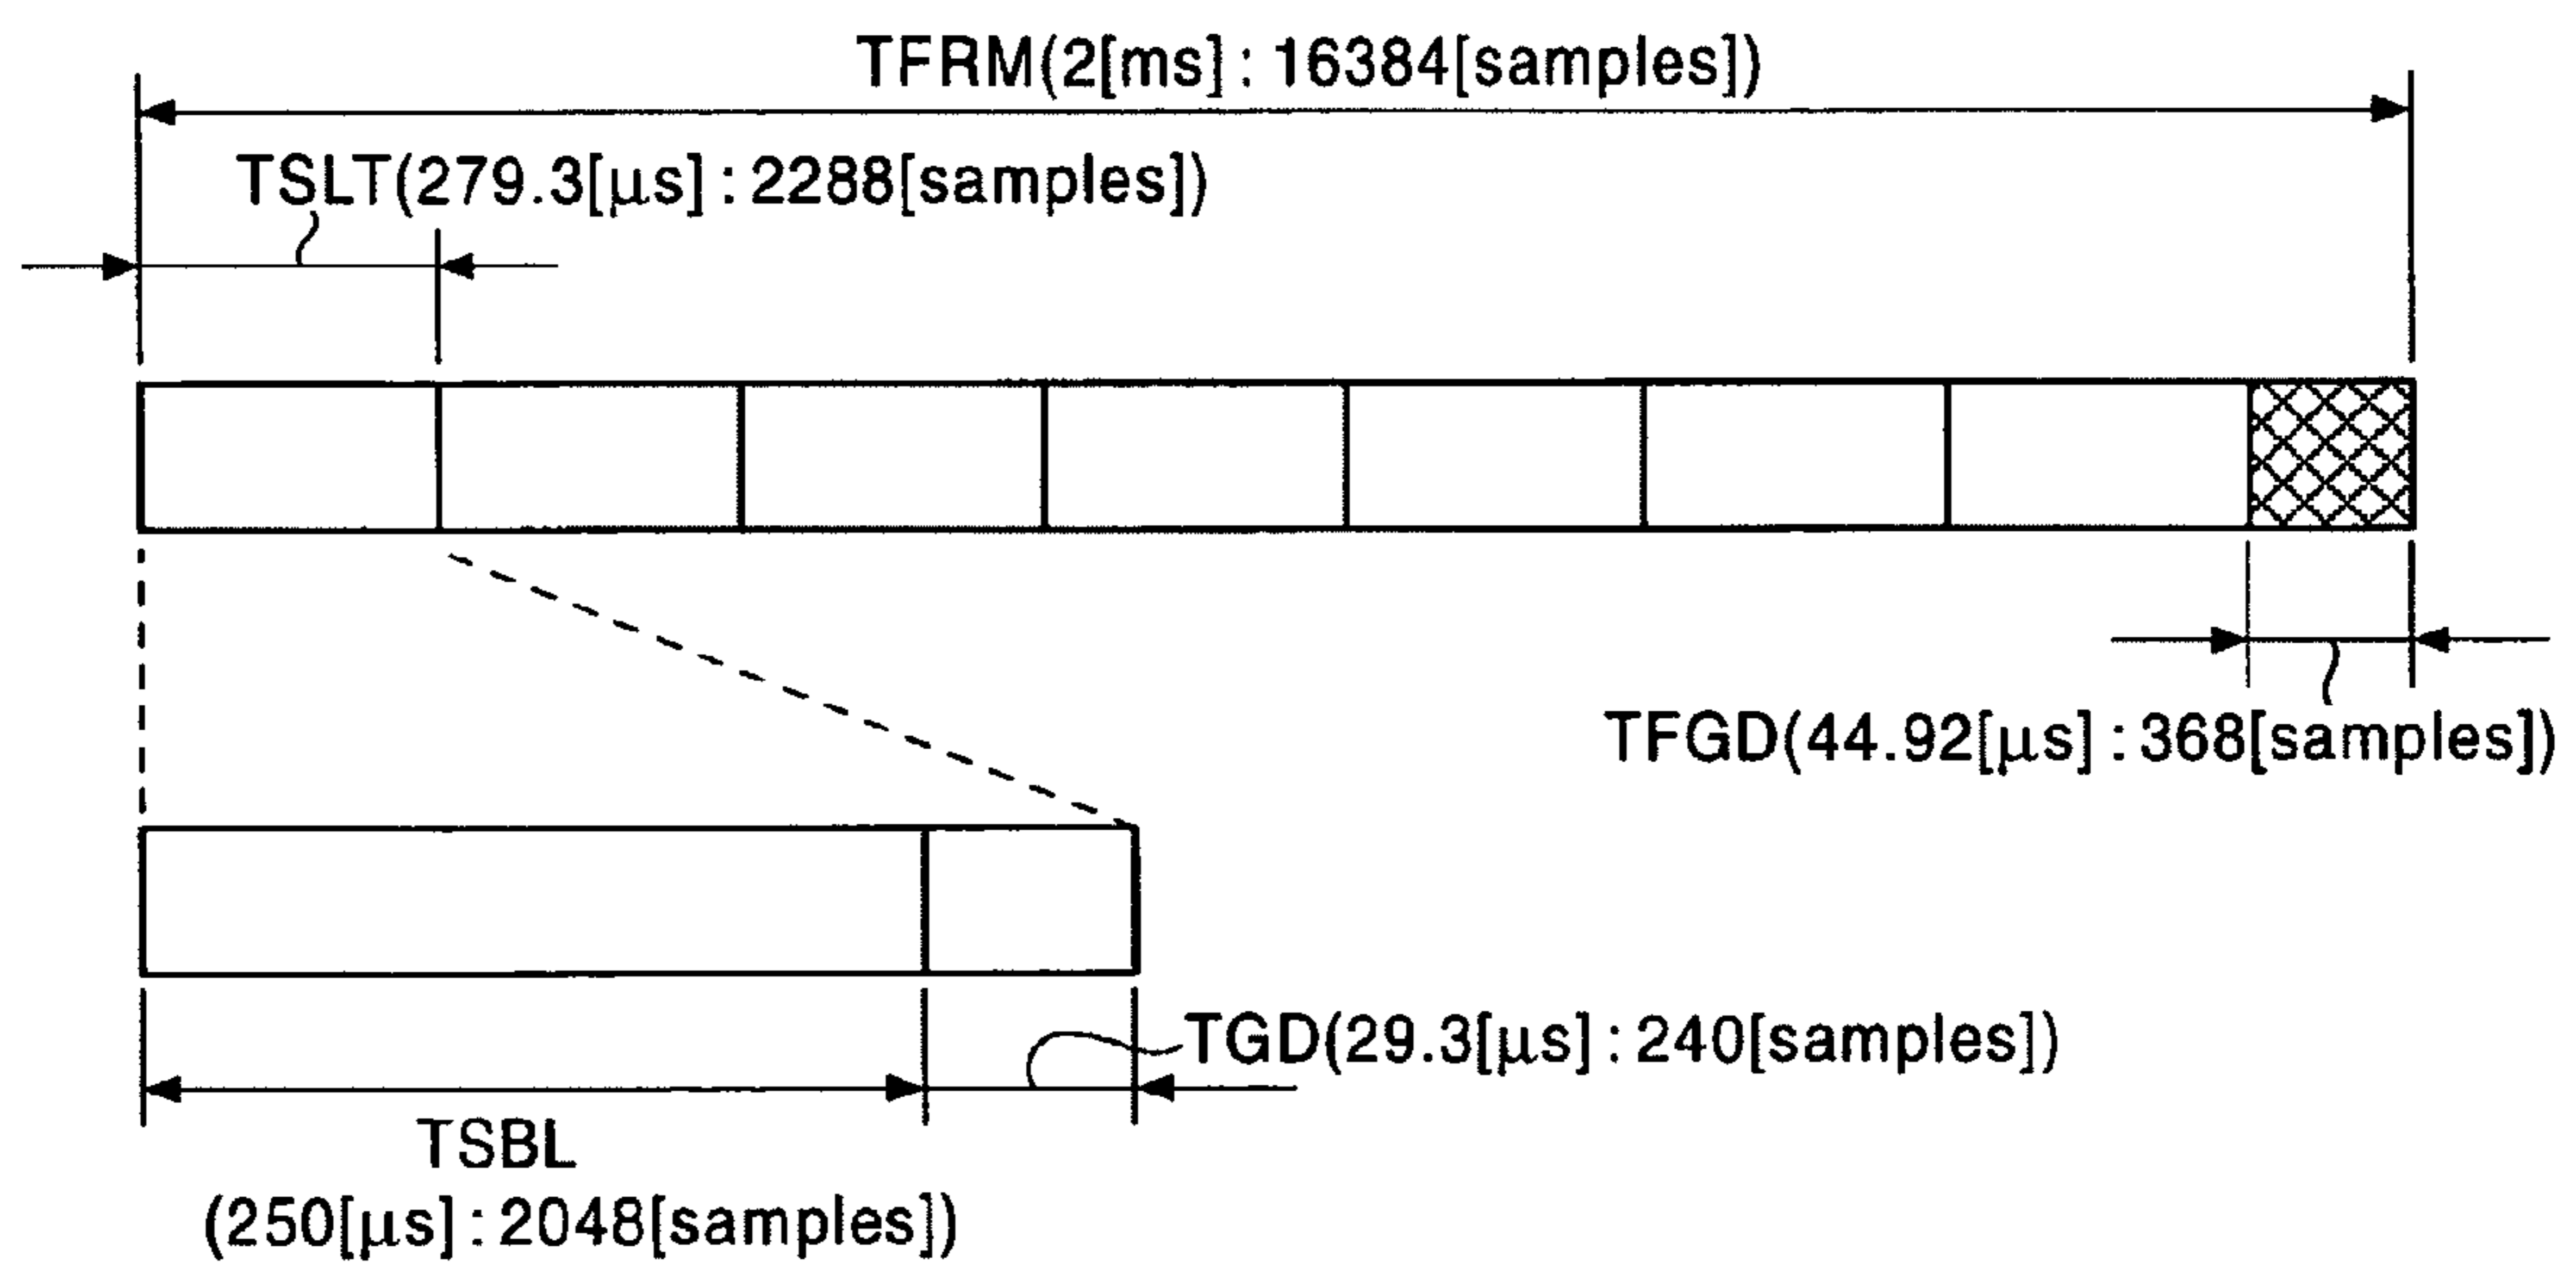 TFRM(2[ms]:16384[samples])
TSLT(279.3[μs]:2288[samples])
TFGD(44.92[μs]:368[samples])
TGD(29.3[μs]:240[samples])
TSBL
(250[μs]:2048[samples])